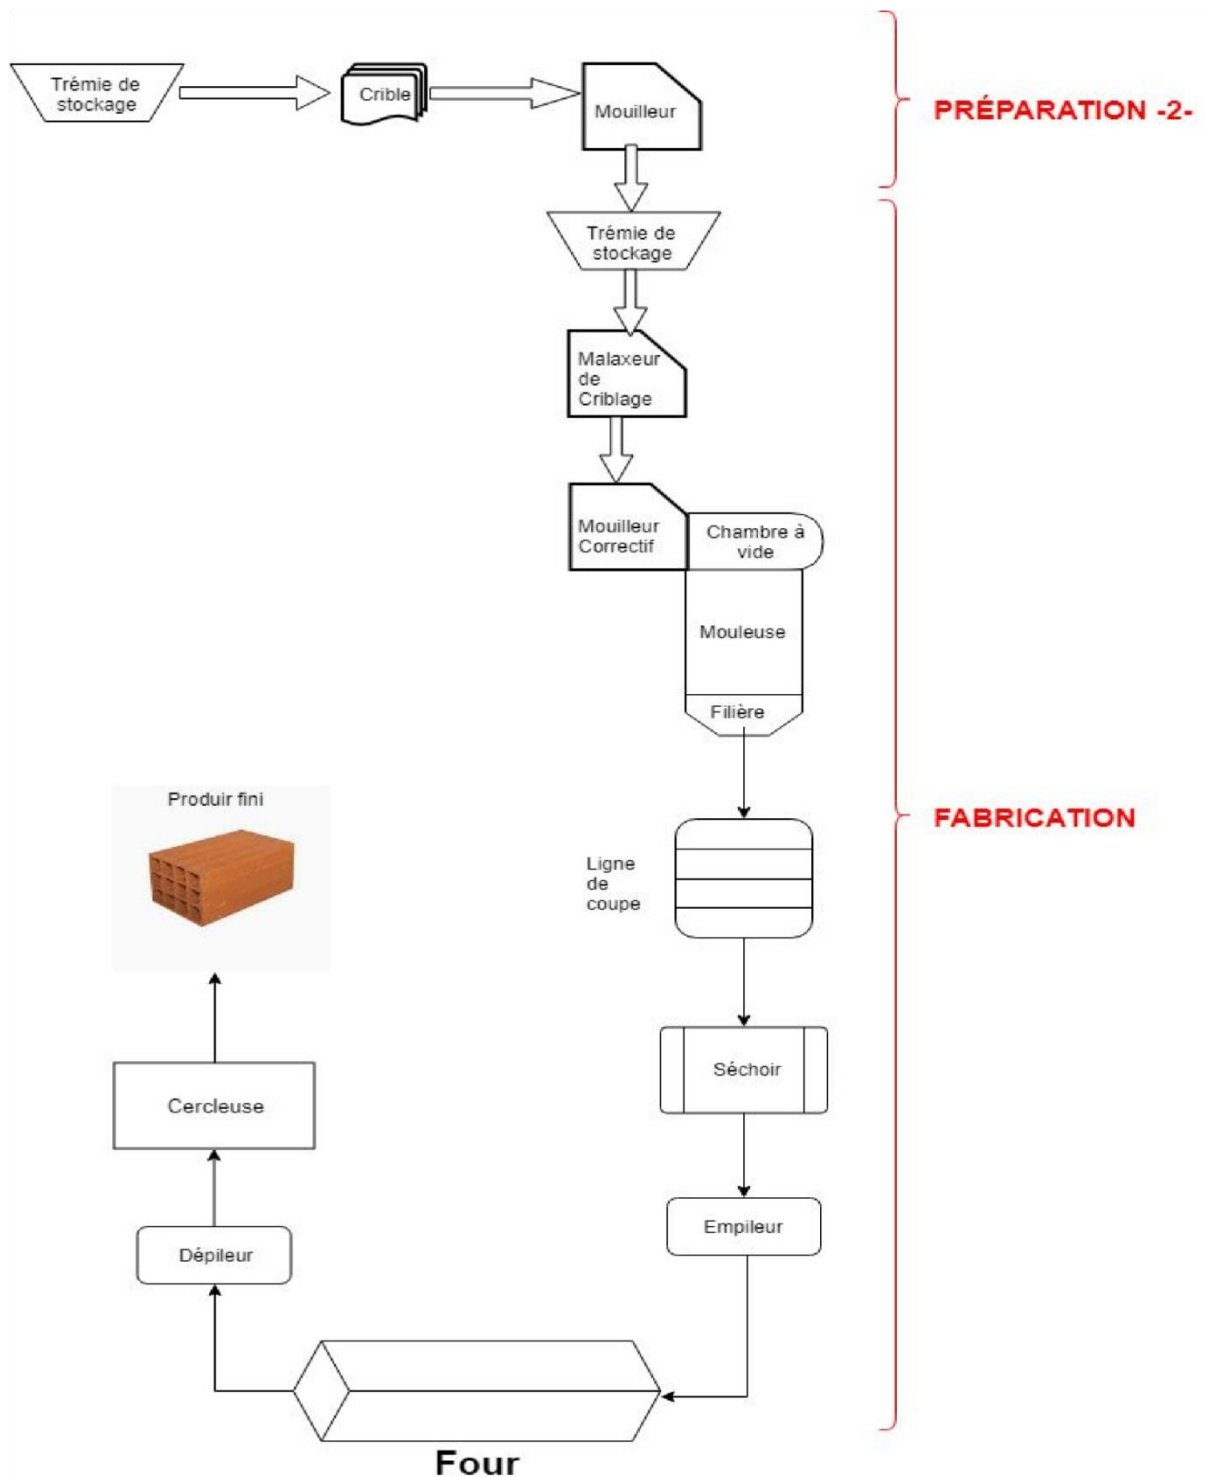 Trémie de
stockage
Crible
Mouilleur
PRÉPARATION -2-
Trémie de
stockage
Malaxeur
de
Criblage
Mouilleur
Correctif
Chambre à
vide
Mouleuse
Filière
Produir fini
FABRICATION
Ligne
de
coupe
Séchoir
Cercleuse
Empileur
Dépileur
Four